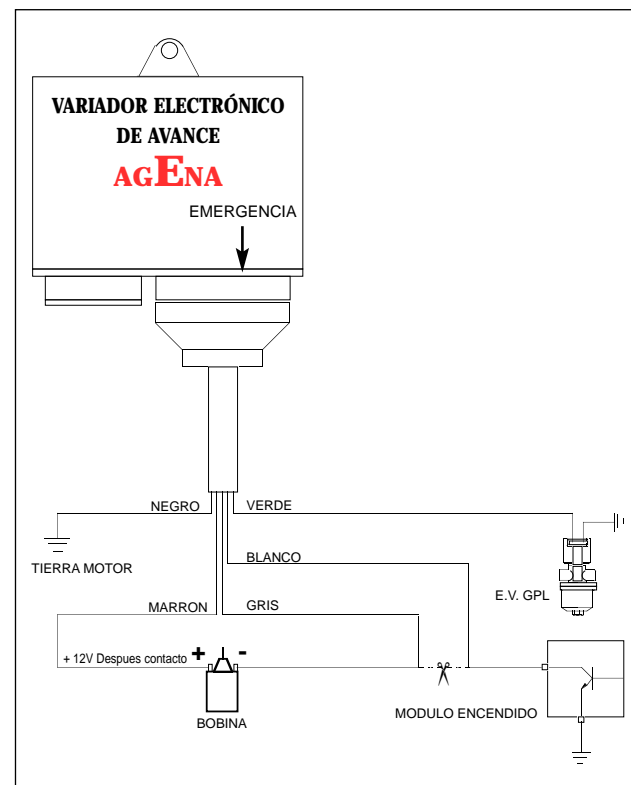 VARIADOR ELECTRÓNICO
DE AVANCE
AGENA
EMERGENCIA
NEGRO
VERDE
TIERRA MOTOR
BLANCO
E.V. GPL
MARRON
GRIS
+ 12V Despues contacto
+
-
BOBINA
MODULO ENCENDIDO